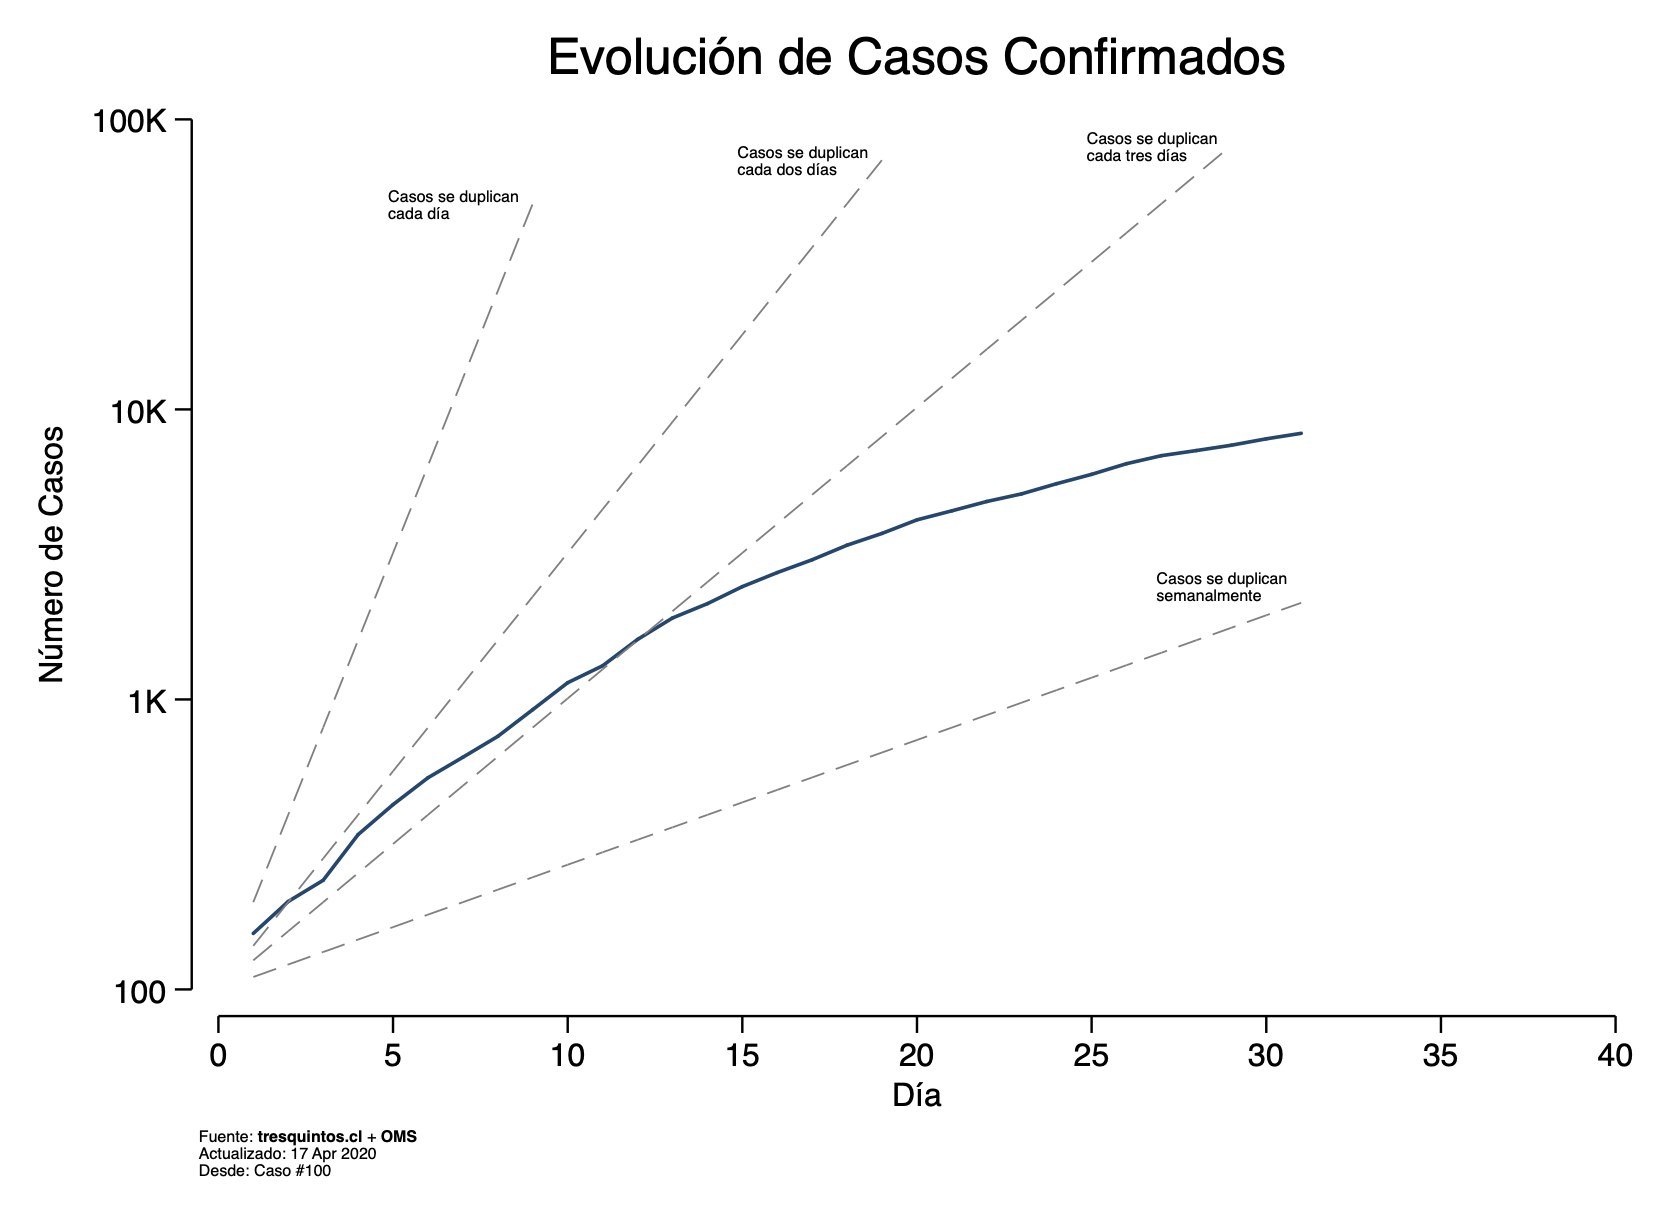 Evolución de Casos Confirmados
100K
10K
1K
100
Número de Casos
Casos se duplican
cada día
Casos se duplican
cada dos días
Casos se duplican
cada tres días
Casos se duplican
semanalmente
0 5 10 15 20 25 30 35 40
Día
Fuente: tresquintos.cl + OMS
Actualizado: 17 Apr 2020
Desde: Caso #100